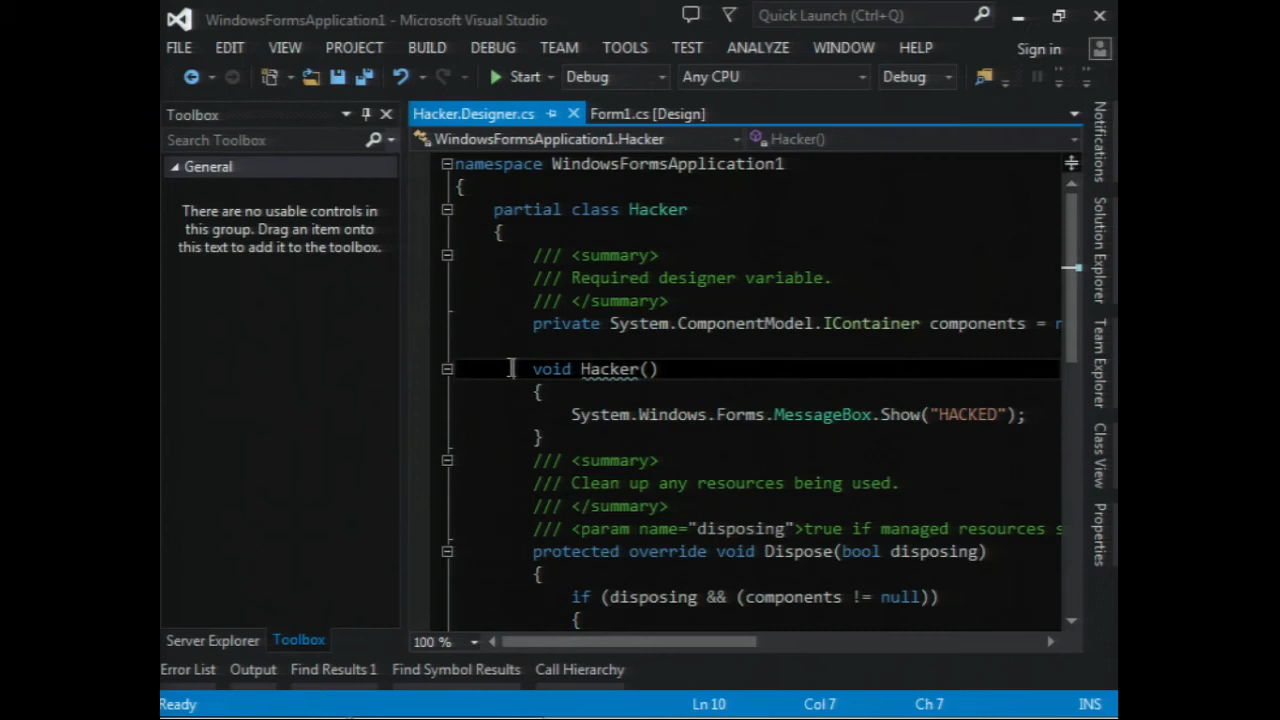 WindowsFormsApplication1 - Microsoft Visual Studio
Quick Launch (Ctrl+Q)
FILE EDIT VIEW PROJECT BUILD DEBUG TEAM TOOLS TEST ANALYZE WINDOW HELP Sign in
Start Debug Any CPU Debug
Toolbox
Search Toolbox
General
There are no usable controls in
this group. Drag an item onto
this text to add it to the toolbox.
Server Explorer Toolbox
Hacker.Designer.cs Form1.cs [Design]
WindowsFormsApplication1.Hacker Hacker()
namespace WindowsFormsApplication1
{
partial class Hacker
{
/// <summary>
/// Required designer variable.
/// </summary>
private System.ComponentModel.IContainer components = n
void Hacker()
{
System.Windows.Forms.MessageBox.Show("HACKED");
}
/// <summary>
/// Clean up any resources being used.
/// </summary>
/// <param name="disposing">true if managed resources s
protected override void Dispose(bool disposing)
{
if (disposing && (components != null))
{
100 %
Notifications
Solution Explorer
Team Explorer
Class View
Properties
Error List Output Find Results 1 Find Symbol Results Call Hierarchy
Ready Ln 10 Col 7 Ch 7 INS